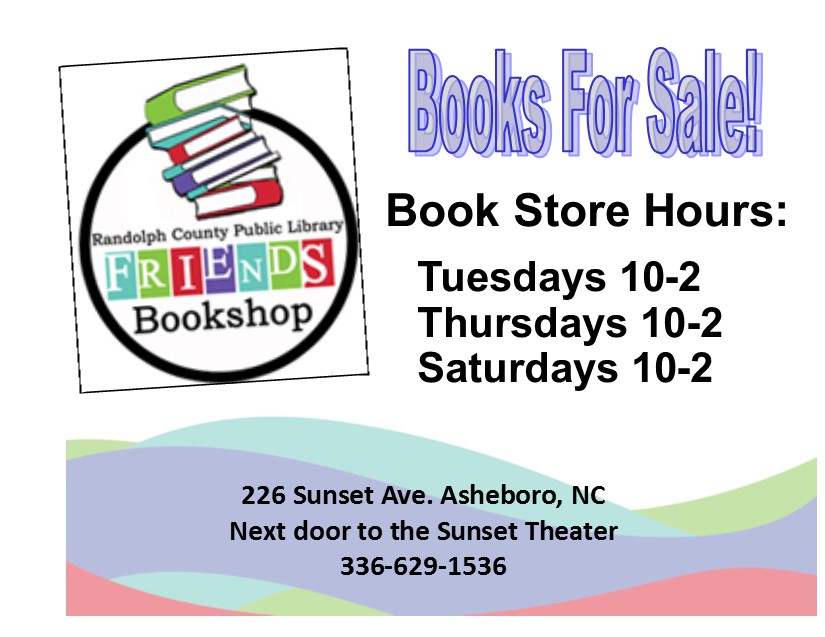 Books For Sale!
Randolph County Public Library
FRIENDS
Bookshop
Book Store Hours:
Tuesdays 10-2
Thursdays 10-2
Saturdays 10-2
226 Sunset Ave. Asheboro, NC
Next door to the Sunset Theater
336-629-1536